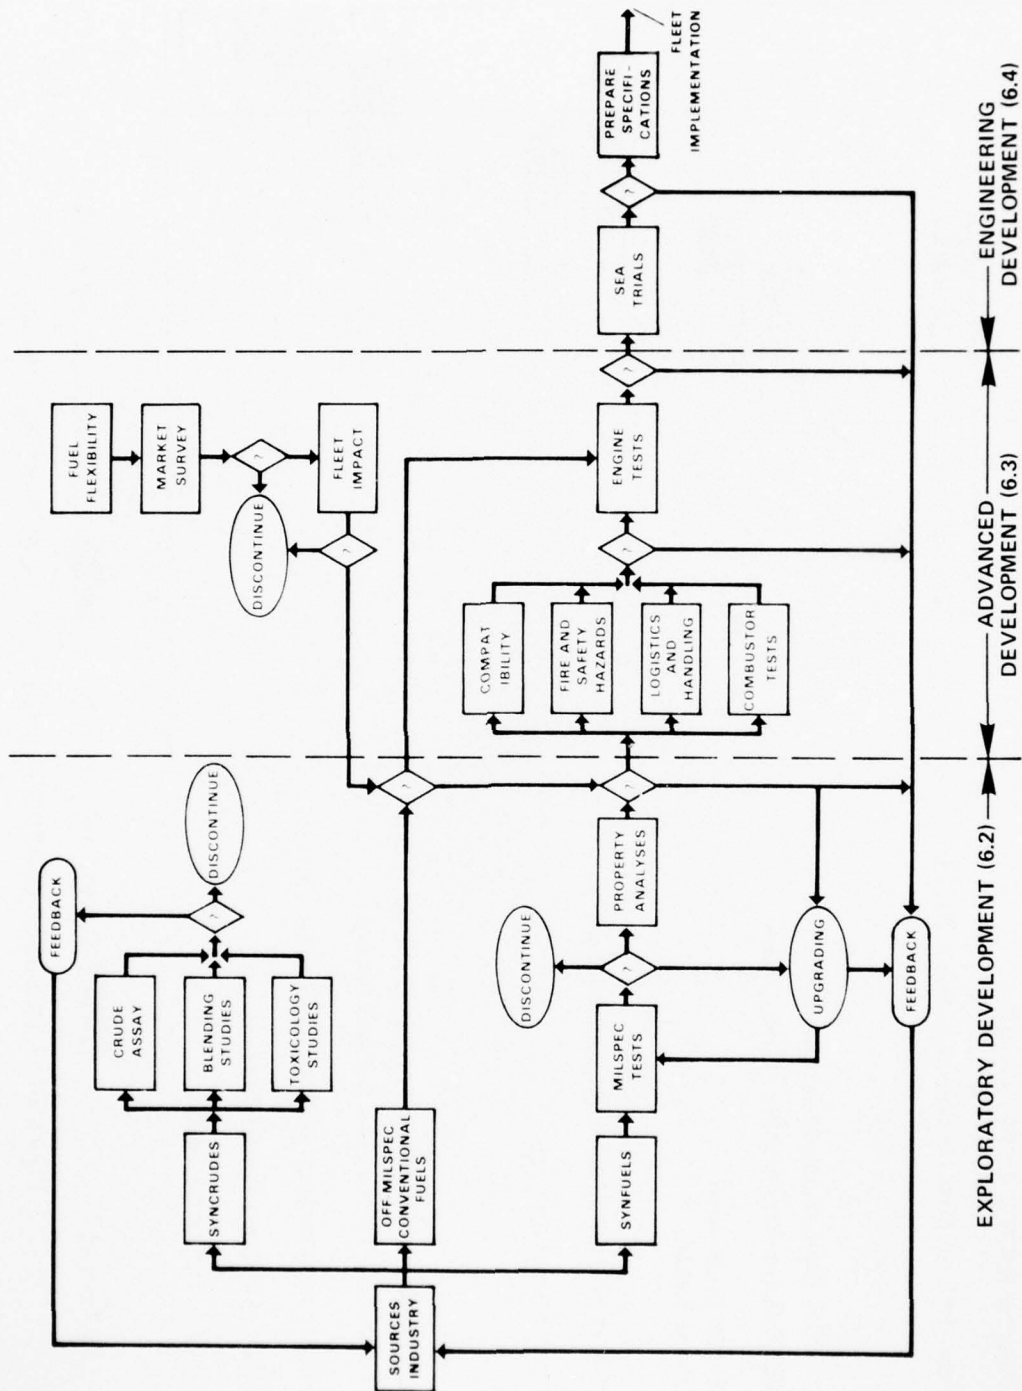 FEEDBACK
CRUDE
ASSAY
SYNCRUDES
BLENDING
STUDIES
?
DISCONTINUE
TOXICOLOGY
STUDIES
SOURCES
INDUSTRY
OFF MILSPEC
CONVENTIONAL
FUELS
?
FUEL
FLEXIBILITY
MARKET
SURVEY
?
DISCONTINUE
FLEET
IMPACT
?
DISCONTINUE
SYNFUELS
MILSPEC
TESTS
?
PROPERTY
ANALYSES
?
UPGRADING
FEEDBACK
COMPAT
IBILITY
FIRE AND
SAFETY
HAZARDS
LOGISTICS
AND
HANDLING
COMBUSTOR
TESTS
?
ENGINE
TESTS
?
SEA
TRIALS
?
PREPARE
SPECIFI-
CATIONS
FLEET
IMPLEMENTATION
EXPLORATORY DEVELOPMENT (6.2)
ADVANCED
DEVELOPMENT (6.3)
ENGINEERING
DEVELOPMENT (6.4)